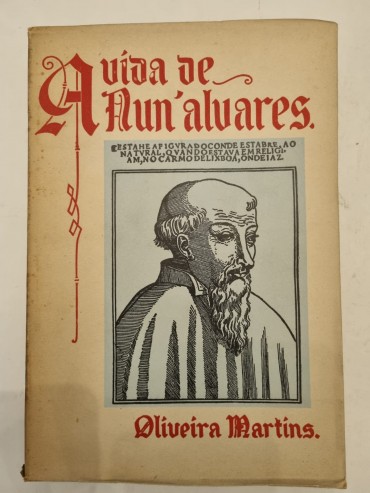 A vida de
Nun'alvares.
ESTA HE A FIGVRA DO CONDE ESTABRE, AO
NATVRAL, QVANDO ESTAVA EM RELIGI-
AM, NO CARMO DE LIXBOA, ONDE IAZ
Oliveira Martins.